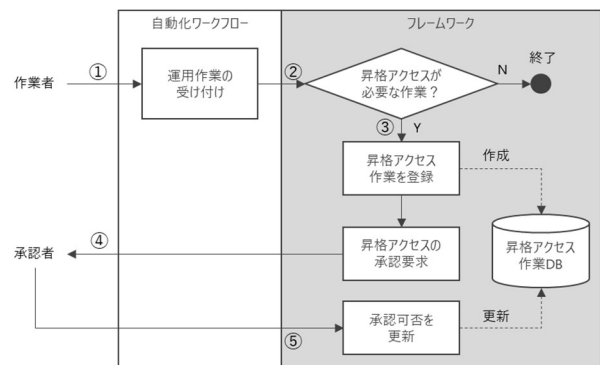 自動化ワークフロー
フレームワーク
作業者
①
運用作業の
受け付け
②
昇格アクセスが
必要な作業？
N
終了
③
Y
昇格アクセス
作業を登録
作成
承認者
④
昇格アクセスの
承認要求
昇格アクセス
作業DB
⑤
承認可否を
更新
更新